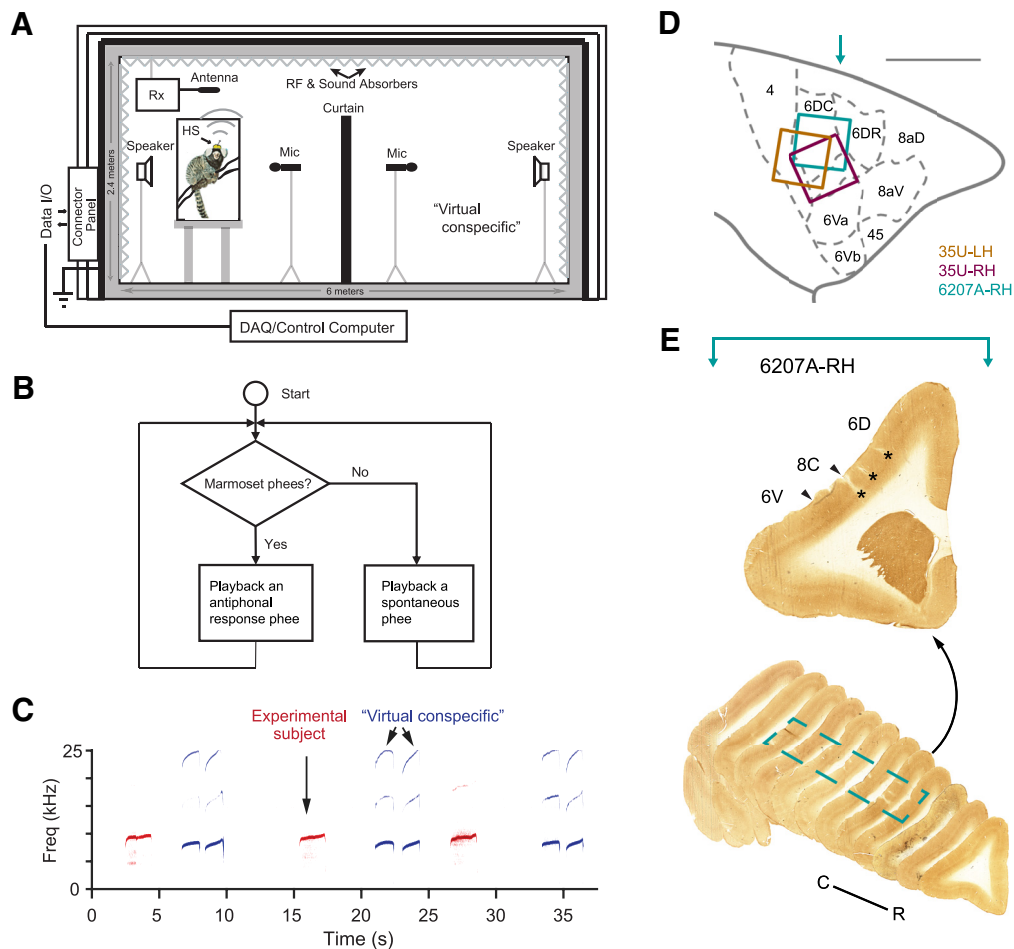 A
Antenna
Rx
RF & Sound Absorbers
Curtain
HS
Speaker
Mic
Mic
Speaker
2.4 meters
Data I/O
Connector
Panel
"Virtual
conspecific"
6 meters
DAQ/Control Computer
B
Start
Marmoset phees?
No
Yes
Playback an
antiphonal
response phee
Playback a
spontaneous
phee
C
Experimental
subject
"Virtual conspecific"
Freq (kHz)
25
0
0
5
10
15
20
25
30
35
Time (s)
D
4
6DC
6DR
8aD
8aV
6Va
45
6Vb
35U-LH
35U-RH
6207A-RH
E
6207A-RH
6D
8C
6V
*
*
*
C
R